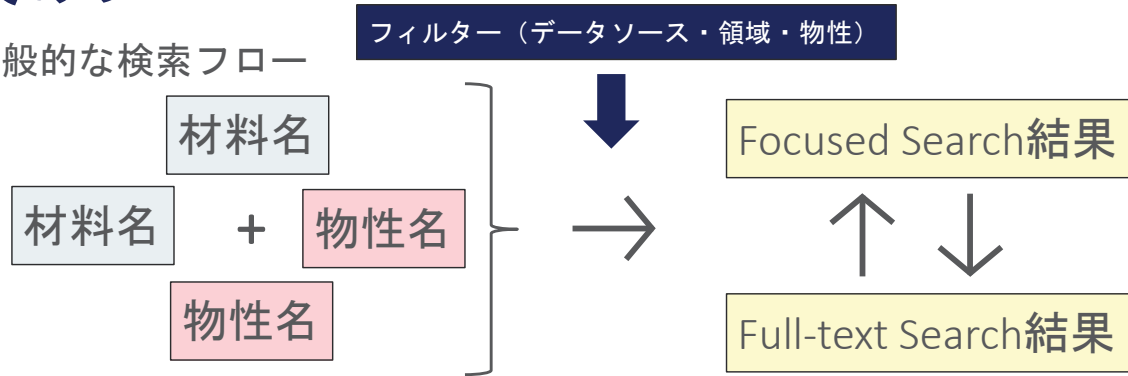 フィルター（データソース・領域・物性）
般的な検索フロー
材料名
材料名 + 物性名
物性名
Focused Search結果
Full-text Search結果